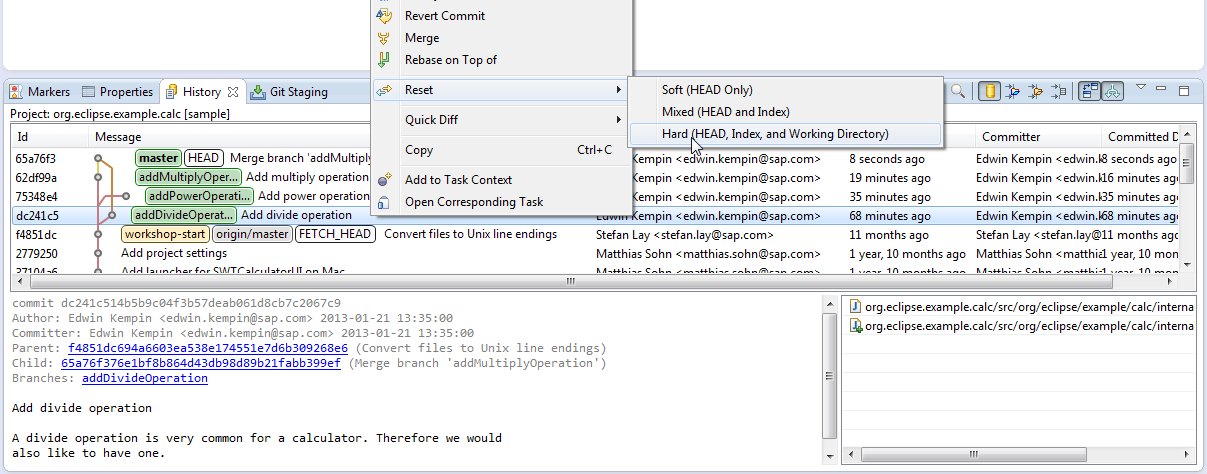 Revert Commit
Merge
Rebase on Top of
Reset
Soft (HEAD Only)
Mixed (HEAD and Index)
Hard (HEAD, Index, and Working Directory)
Quick Diff
Copy Ctrl+C
Add to Task Context
Open Corresponding Task
Markers Properties History Git Staging
Project: org.eclipse.example.calc [sample]
Id Message Committer Committed D
65a76f3 master HEAD Merge branch 'addMultiply Kempin <edwin.kempin@sap.com> 8 seconds ago Edwin Kempin <edwin.k 8 seconds ago
62df99a addMultiplyOper... Add multiply operation Edwin Kempin <edwin.kempin@sap.com> 19 minutes ago Edwin Kempin <edwin.k 16 minutes ago
75348e4 addPowerOperati... Add power operation Edwin Kempin <edwin.kempin@sap.com> 35 minutes ago Edwin Kempin <edwin.k 35 minutes ago
dc241c5 addDivideOperat... Add divide operation Edwin Kempin <edwin.kempin@sap.com> 68 minutes ago Edwin Kempin <edwin.k 68 minutes ago
f4851dc workshop-start origin/master FETCH_HEAD Convert files to Unix line endings Stefan Lay <stefan.lay@sap.com> 11 months ago Stefan Lay <stefan.lay@ 11 months ago
2779250 Add project settings Matthias Sohn <matthias.sohn@sap.com> 1 year, 10 months ago Matthias Sohn <matthia 1 year, 10 months ago
37104a6 Add launcher for SWTCalculatorUI on Mac Matthias Sohn <matthias.sohn@sap.com> 1 year, 10 months ago Matthias Sohn <matthia 1 year, 10 months ago
commit dc241c514b5b9c04f3b57deab061d8cb7c2067c9
Author: Edwin Kempin <edwin.kempin@sap.com> 2013-01-21 13:35:00
Committer: Edwin Kempin <edwin.kempin@sap.com> 2013-01-21 13:35:00
Parent: f4851dc694a6603ea538e174551e7d6b309268e6 (Convert files to Unix line endings)
Child: 65a76f376e1bf8b864d43db98d89b21fabb399ef (Merge branch 'addMultiplyOperation')
Branches: addDivideOperation
Add divide operation
A divide operation is very common for a calculator. Therefore we would
also like to have one.
org.eclipse.example.calc/src/org/eclipse/example/calc/interna
org.eclipse.example.calc/src/org/eclipse/example/calc/interna